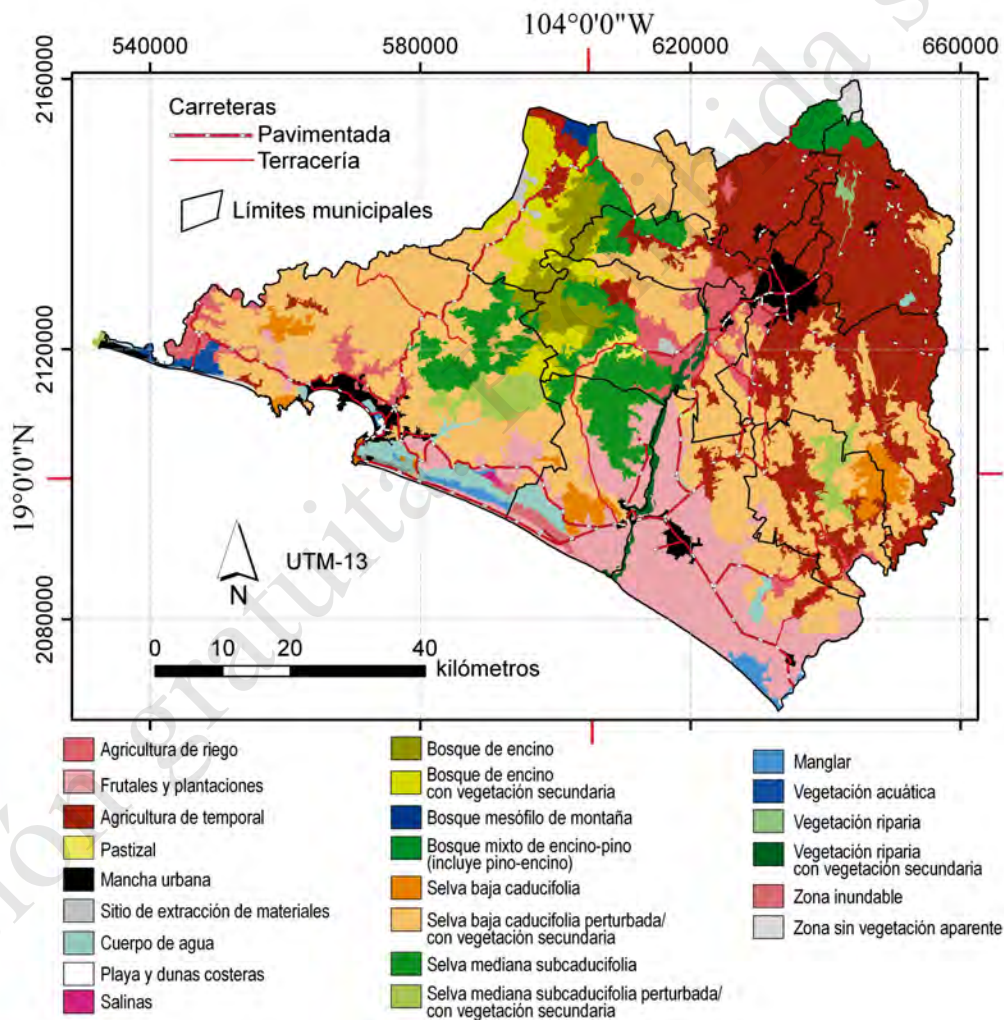 104°0'0"W
540000
580000
620000
660000
2160000
2120000
19°0'0"N
2080000
Carreteras
Pavimentada
Terracería
Límites municipales
UTM-13
N
0 10 20 40
kilómetros
Agricultura de riego
Frutales y plantaciones
Agricultura de temporal
Pastizal
Mancha urbana
Sitio de extracción de materiales
Cuerpo de agua
Playa y dunas costeras
Salinas
Bosque de encino
Bosque de encino
con vegetación secundaria
Bosque mesófilo de montaña
Bosque mixto de encino-pino
(incluye pino-encino)
Selva baja caducifolia
Selva baja caducifolia perturbada/
con vegetación secundaria
Selva mediana subcaducifolia
Selva mediana subcaducifolia perturbada/
con vegetación secundaria
Manglar
Vegetación acuática
Vegetación riparia
Vegetación riparia
con vegetación secundaria
Zona inundable
Zona sin vegetación aparente
gratuita